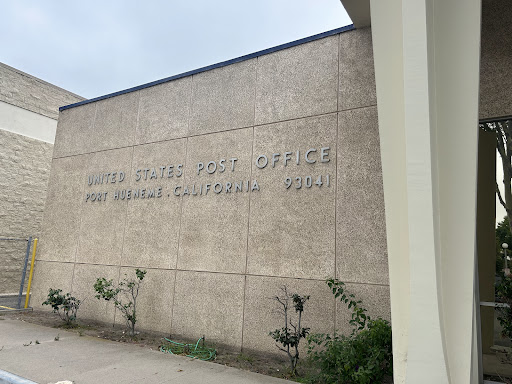 UNITED STATES POST OFFICE
PORT HUENEME . CALIFORNIA 93041